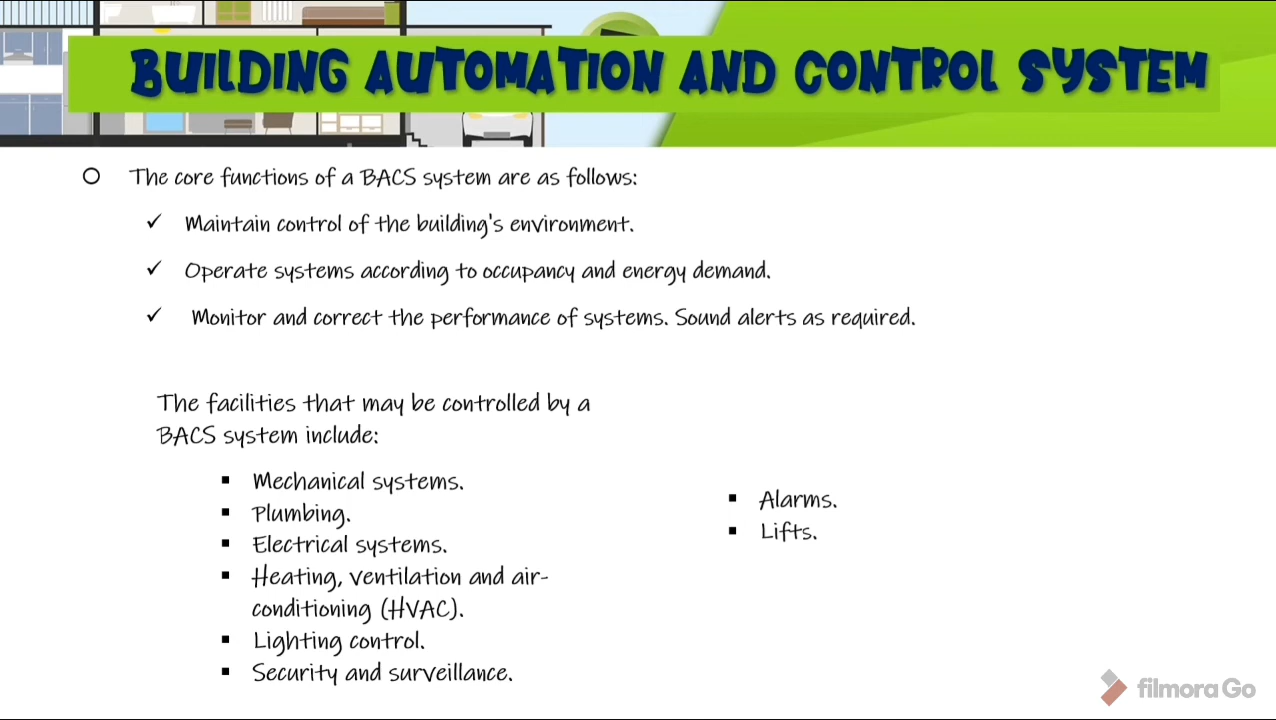 BUILDING AUTOMATION AND CONTROL SYSTEM
The core functions of a BACS system are as follows:
Maintain control of the building's environment.
Operate systems according to occupancy and energy demand.
Monitor and correct the performance of systems. Sound alerts as required.
The facilities that may be controlled by a
BACS system include:
Mechanical systems.
Plumbing.
Electrical systems.
Heating, ventilation and air-
conditioning (HVAC).
Lighting control.
Security and surveillance.
Alarms.
Lifts.
filmora Go